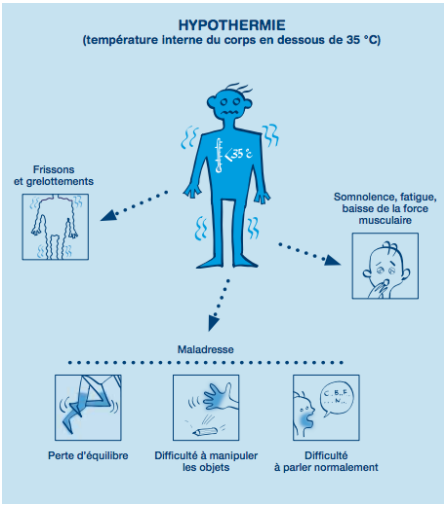 HYPOTHERMIE
(température interne du corps en dessous de 35 °C)
<35 °C
Frissons
et grelottements
Somnolence, fatigue,
baisse de la force
musculaire
Maladresse
C..B..F
...N..
Perte d'équilibre
Difficulté à manipuler
les objets
Difficulté
à parler normalement